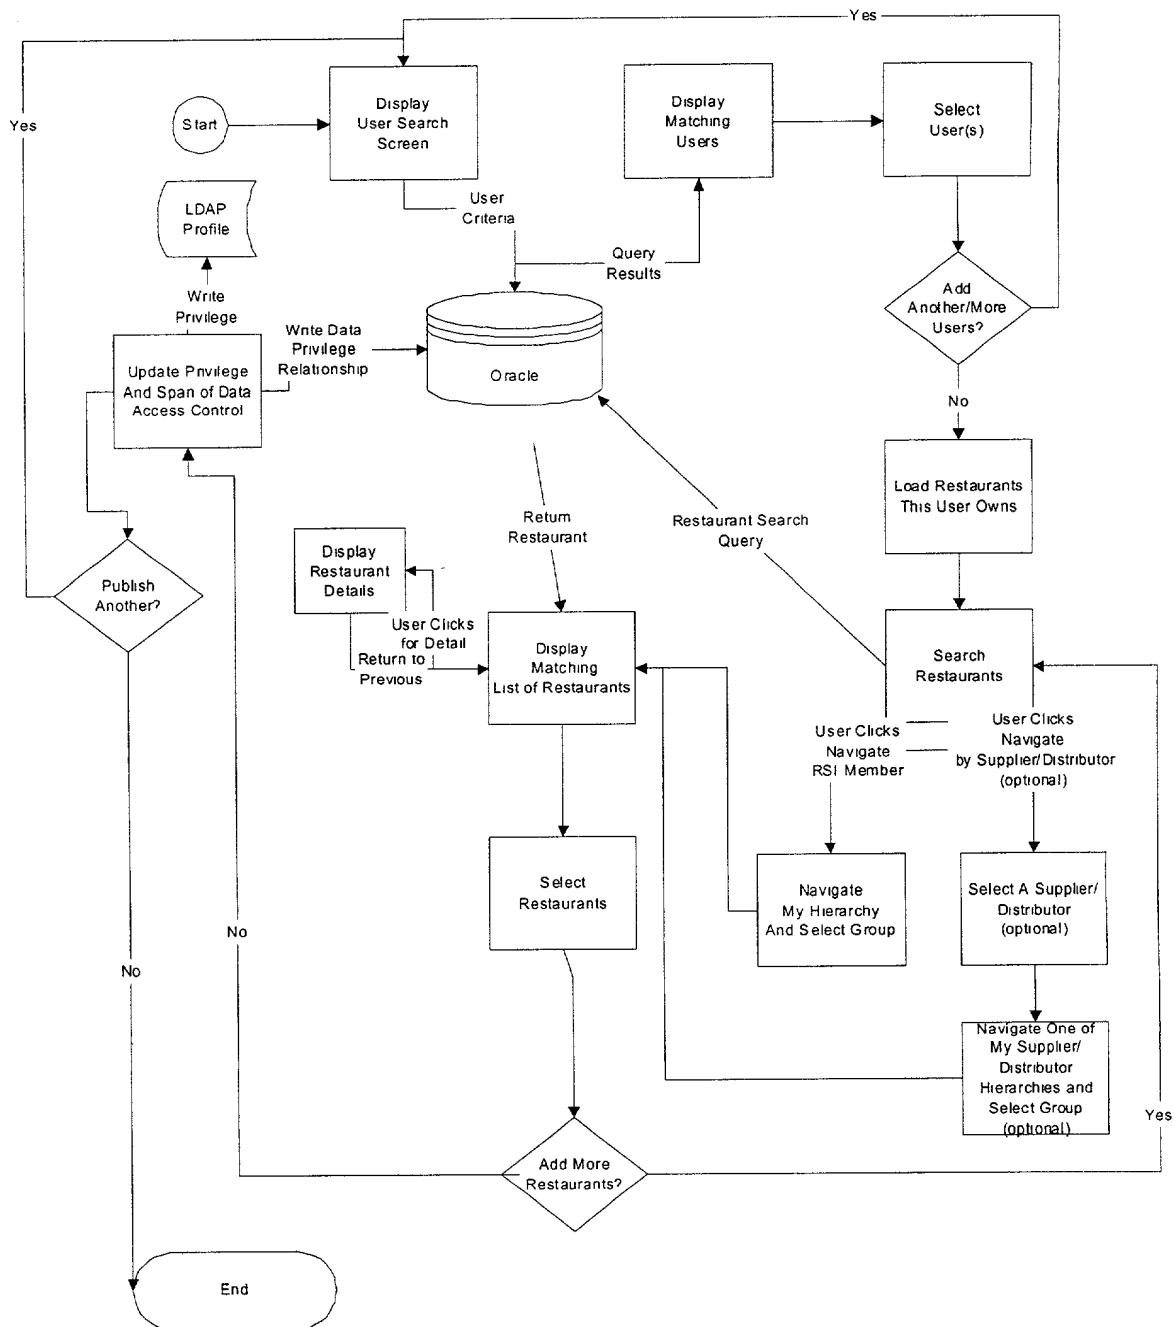 Yes
Yes
Start
Display
User Search
Screen
Display
Matching
Users
Select
User(s)
LDAP
Profile
User
Criteria
Query
Results
Add
Another/More
Users?
Write
Privilege
Write Data
Privilege
Relationship
Oracle
Update Privilege
And Span of Data
Access Control
No
Load Restaurants
This User Owns
Return
Restaurant
Restaurant Search
Query
Display
Restaurant
Details
Publish
Another?
User Clicks
for Detail
Return to
Previous
Display
Matching
List of Restaurants
Search
Restaurants
User Clicks
Navigate
RSI Member
User Clicks
Navigate
by Supplier/Distributor
(optional)
Select
Restaurants
Navigate
My Hierarchy
And Select Group
Select A Supplier/
Distributor
(optional)
No
No
Navigate One of
My Supplier/
Distributor
Hierarchies and
Select Group
(optional)
Yes
Add More
Restaurants?
End